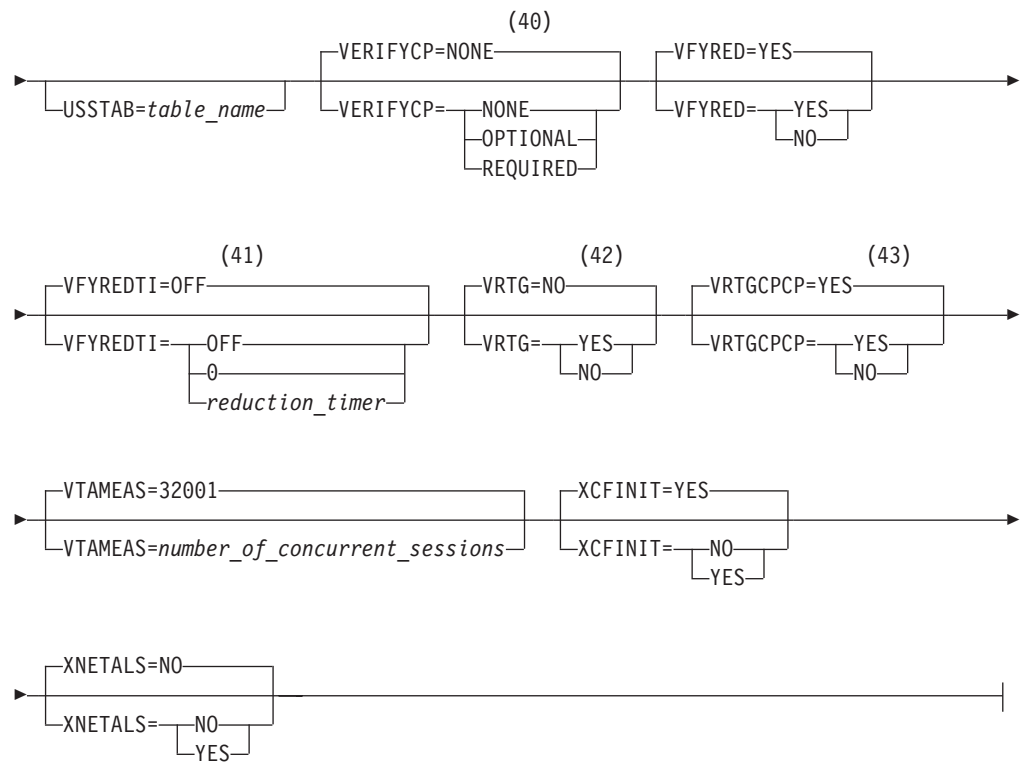 (40)
VERIFYCP=NONE VFYRED=YES
USSTAB=table_name VERIFYCP= NONE VFYRED= YES
OPTIONAL NO
REQUIRED
(41) (42) (43)
VFYREDTI=OFF VRTG=NO VRTGCPCP=YES
VFYREDTI= OFF VRTG= YES VRTGCPCP= YES
0 NO NO
reduction_timer
VTAMEAS=32001 XCFINIT=YES
VTAMEAS=number_of_concurrent_sessions XCFINIT= NO
YES
XNETALS=NO
XNETALS= NO
YES